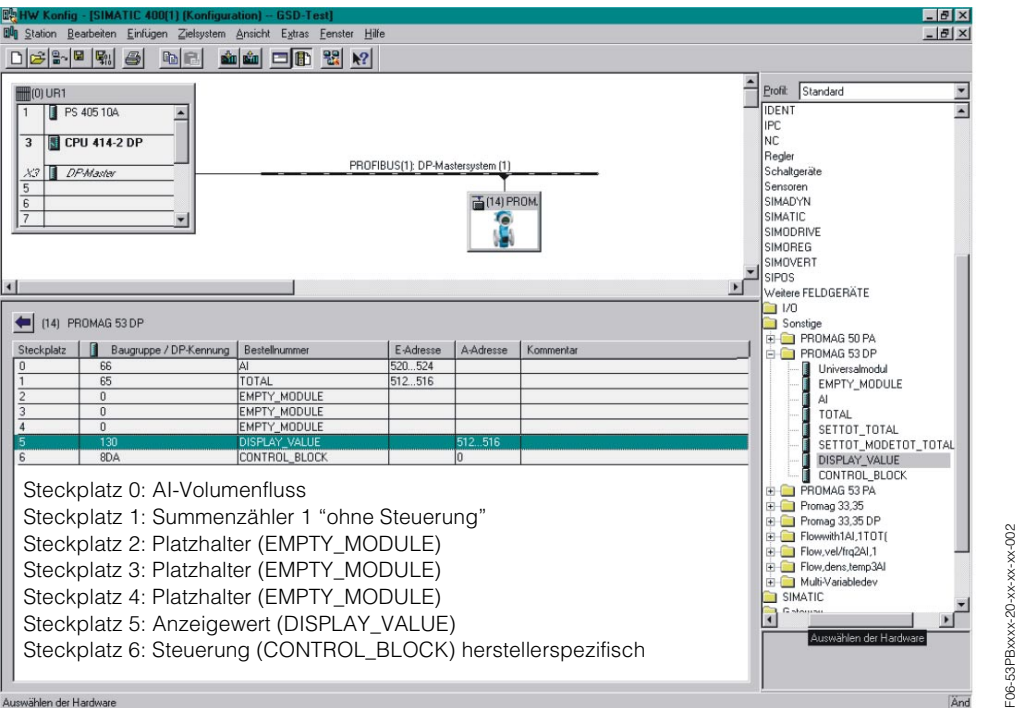 HW Konfig - [SIMATIC 400(1) (Konfiguration) -- GSD-Test]
Station Bearbeiten Einfügen Zielsystem Ansicht Extras Fenster Hilfe
(0) UR1
1 PS 405 10A
3 CPU 414-2 DP
X3 DP-Master
5
6
7
PROFIBUS(1): DP-Mastersystem (1)
(14) PROM.
Profil: Standard
IDENT
IPC
NC
Regler
Schaltgeräte
Sensoren
SIMADYN
SIMATIC
SIMODRIVE
SIMOREG
SIMOVERT
SIPOS
Weitere FELDGERÄTE
I/O
Sonstige
PROMAG 50 PA
PROMAG 53 DP
Universalmodul
EMPTY_MODULE
AI
TOTAL
SETTOT_TOTAL
SETTOT_MODETOT_TOTAL
DISPLAY_VALUE
CONTROL_BLOCK
PROMAG 53 PA
Promag 33,35
Promag 33,35 DP
Flowwith1AI,1TOT(
Flow,vel/frq2AI,1
Flow,dens,temp3AI
Multi-Variabledev
SIMATIC
Auswählen der Hardware
(14) PROMAG 53 DP
Steckplatz Baugruppe / DP-Kennung Bestellnummer E-Adresse A-Adresse Kommentar
0 66 AI 520...524
1 65 TOTAL 512...516
2 0 EMPTY_MODULE
3 0 EMPTY_MODULE
4 0 EMPTY_MODULE
5 130 DISPLAY_VALUE 512...516
6 8DA CONTROL_BLOCK 0
Steckplatz 0: AI-Volumenfluss
Steckplatz 1: Summenzähler 1 “ohne Steuerung”
Steckplatz 2: Platzhalter (EMPTY_MODULE)
Steckplatz 3: Platzhalter (EMPTY_MODULE)
Steckplatz 4: Platzhalter (EMPTY_MODULE)
Steckplatz 5: Anzeigewert (DISPLAY_VALUE)
Steckplatz 6: Steuerung (CONTROL_BLOCK) herstellerspezifisch
Auswählen der Hardware
Änd
F06-53PBxxxx-20-xx-xx-xx-002